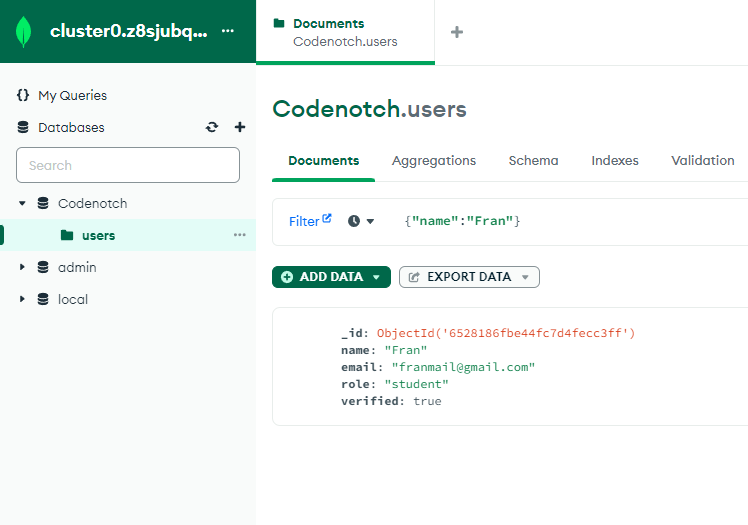 cluster0.z8sjubq... ...
Documents
Codenotch.users
+
{} My Queries
Databases
Search
Codenotch
users ...
admin
local
Codenotch.users
Documents Aggregations Schema Indexes Validation
Filter {"name":"Fran"}
ADD DATA EXPORT DATA
_id: ObjectId('6528186fbe44fc7d4fecc3ff')
name: "Fran"
email: "franmail@gmail.com"
role: "student"
verified: true